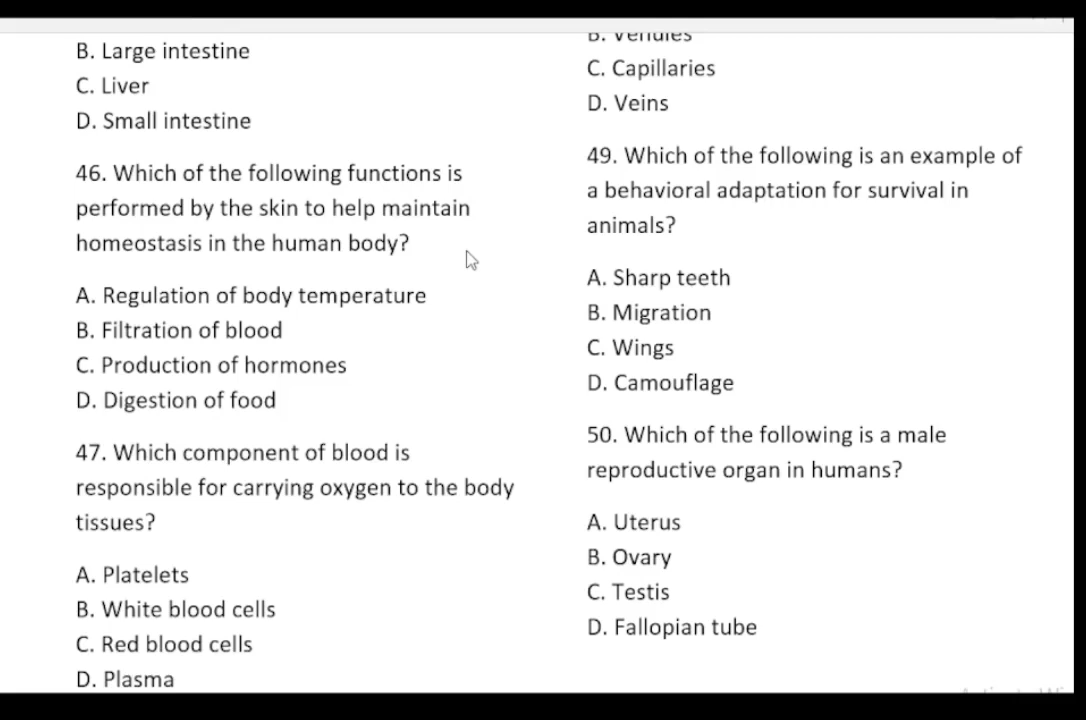 B. Large intestine
C. Liver
D. Small intestine
46. Which of the following functions is
performed by the skin to help maintain
homeostasis in the human body?
A. Regulation of body temperature
B. Filtration of blood
C. Production of hormones
D. Digestion of food
47. Which component of blood is
responsible for carrying oxygen to the body
tissues?
A. Platelets
B. White blood cells
C. Red blood cells
D. Plasma
B. Venules
C. Capillaries
D. Veins
49. Which of the following is an example of
a behavioral adaptation for survival in
animals?
A. Sharp teeth
B. Migration
C. Wings
D. Camouflage
50. Which of the following is a male
reproductive organ in humans?
A. Uterus
B. Ovary
C. Testis
D. Fallopian tube